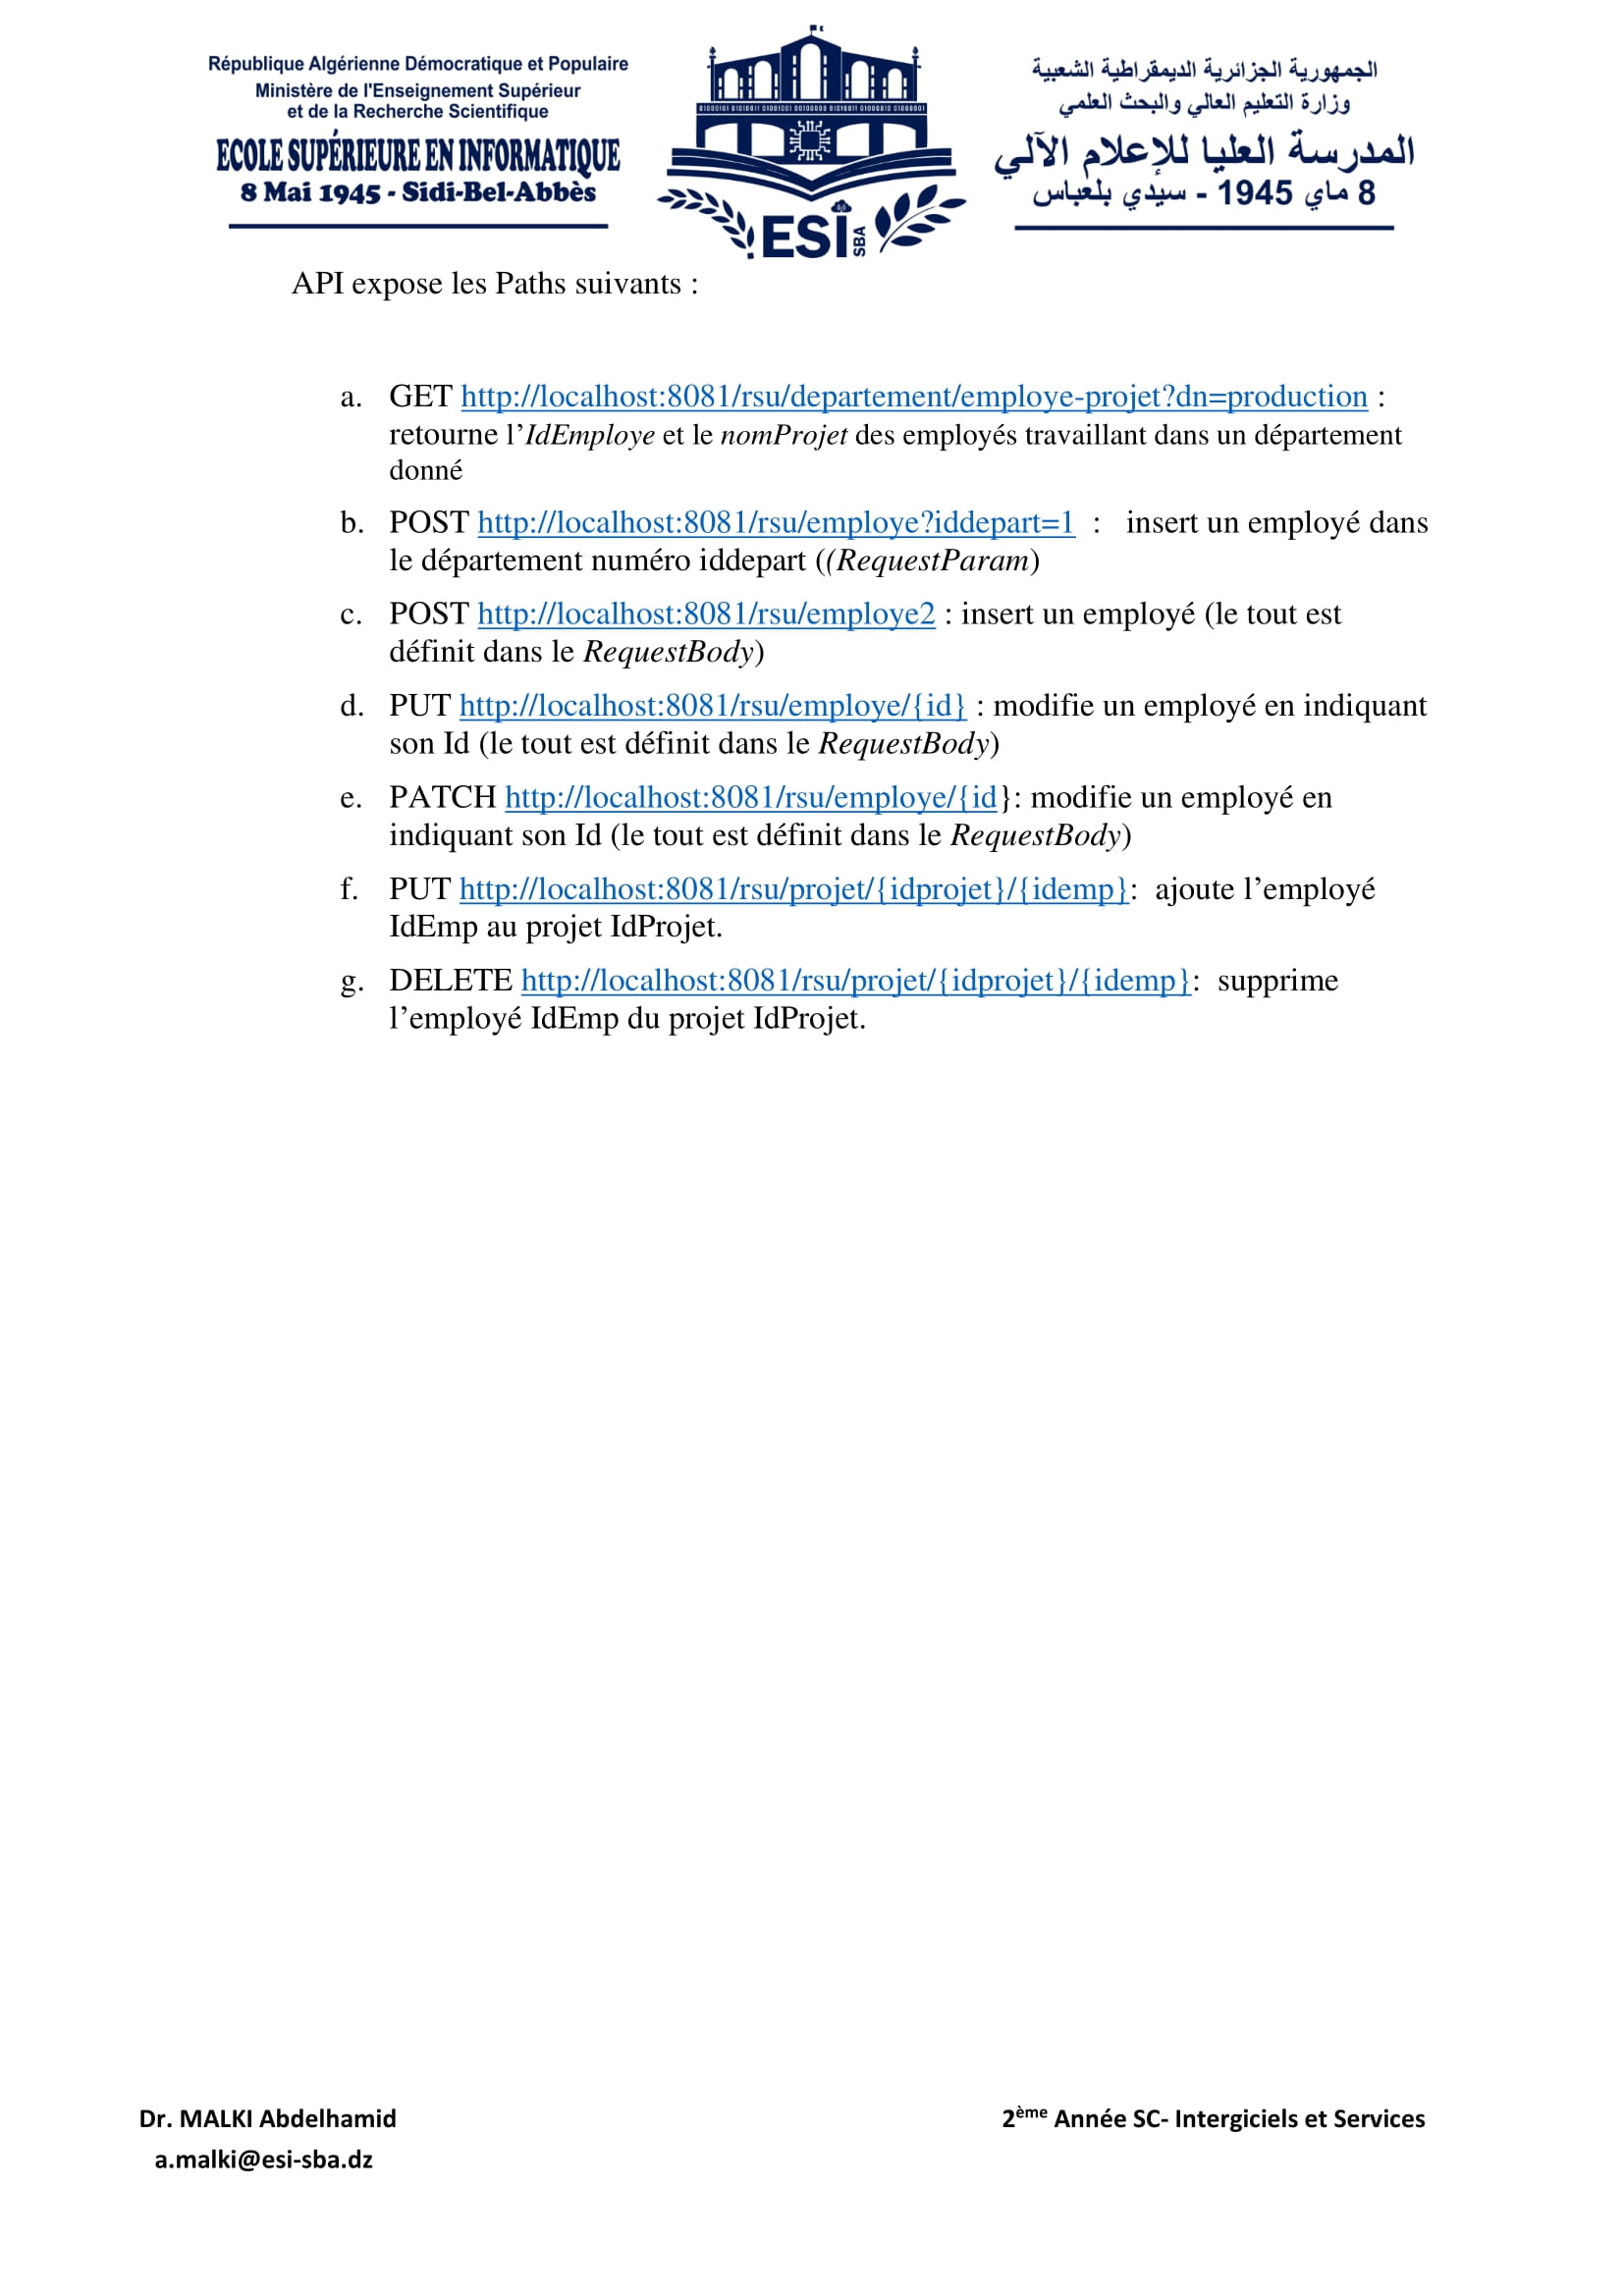 République Algérienne Démocratique et Populaire
Ministère de l'Enseignement Supérieur
et de la Recherche Scientifique
ECOLE SUPÉRIEURE EN INFORMATIQUE
8 Mai 1945 - Sidi-Bel-Abbès
ESI SBA
الجمهورية الجزائرية الديمقراطية الشعبية
وزارة التعليم العالي والبحث العلمي
المدرسة العليا للإعلام الآلي
8 ماي 1945 - سيدي بلعباس
API expose les Paths suivants :
a. GET http://localhost:8081/rsu/departement/employe-projet?dn=production :
retourne l’IdEmploye et le nomProjet des employés travaillant dans un département
donné
b. POST http://localhost:8081/rsu/employe?iddepart=1 : insert un employé dans
le département numéro iddepart ((RequestParam)
c. POST http://localhost:8081/rsu/employe2 : insert un employé (le tout est
définit dans le RequestBody)
d. PUT http://localhost:8081/rsu/employe/{id} : modifie un employé en indiquant
son Id (le tout est définit dans le RequestBody)
e. PATCH http://localhost:8081/rsu/employe/{id}: modifie un employé en
indiquant son Id (le tout est définit dans le RequestBody)
f. PUT http://localhost:8081/rsu/projet/{idprojet}/{idemp}: ajoute l’employé
IdEmp au projet IdProjet.
g. DELETE http://localhost:8081/rsu/projet/{idprojet}/{idemp}: supprime
l’employé IdEmp du projet IdProjet.
Dr. MALKI Abdelhamid
a.malki@esi-sba.dz
2ème Année SC- Intergiciels et Services